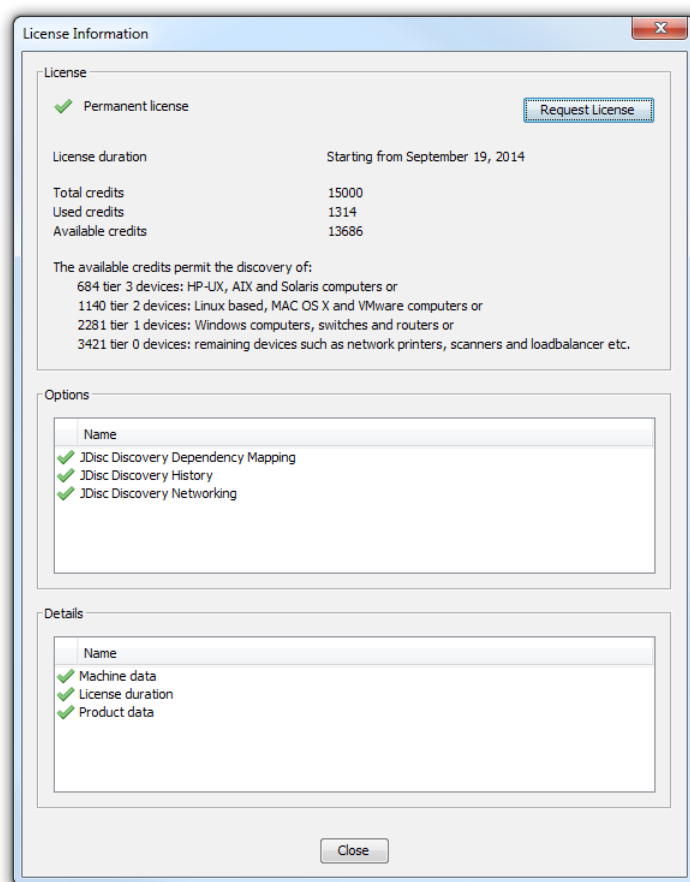 License Information
License
Permanent license
Request License
License duration Starting from September 19, 2014
Total credits 15000
Used credits 1314
Available credits 13686
The available credits permit the discovery of:
684 tier 3 devices: HP-UX, AIX and Solaris computers or
1140 tier 2 devices: Linux based, MAC OS X and VMware computers or
2281 tier 1 devices: Windows computers, switches and routers or
3421 tier 0 devices: remaining devices such as network printers, scanners and loadbalancer etc.
Options
Name
JDisc Discovery Dependency Mapping
JDisc Discovery History
JDisc Discovery Networking
Details
Name
Machine data
License duration
Product data
Close